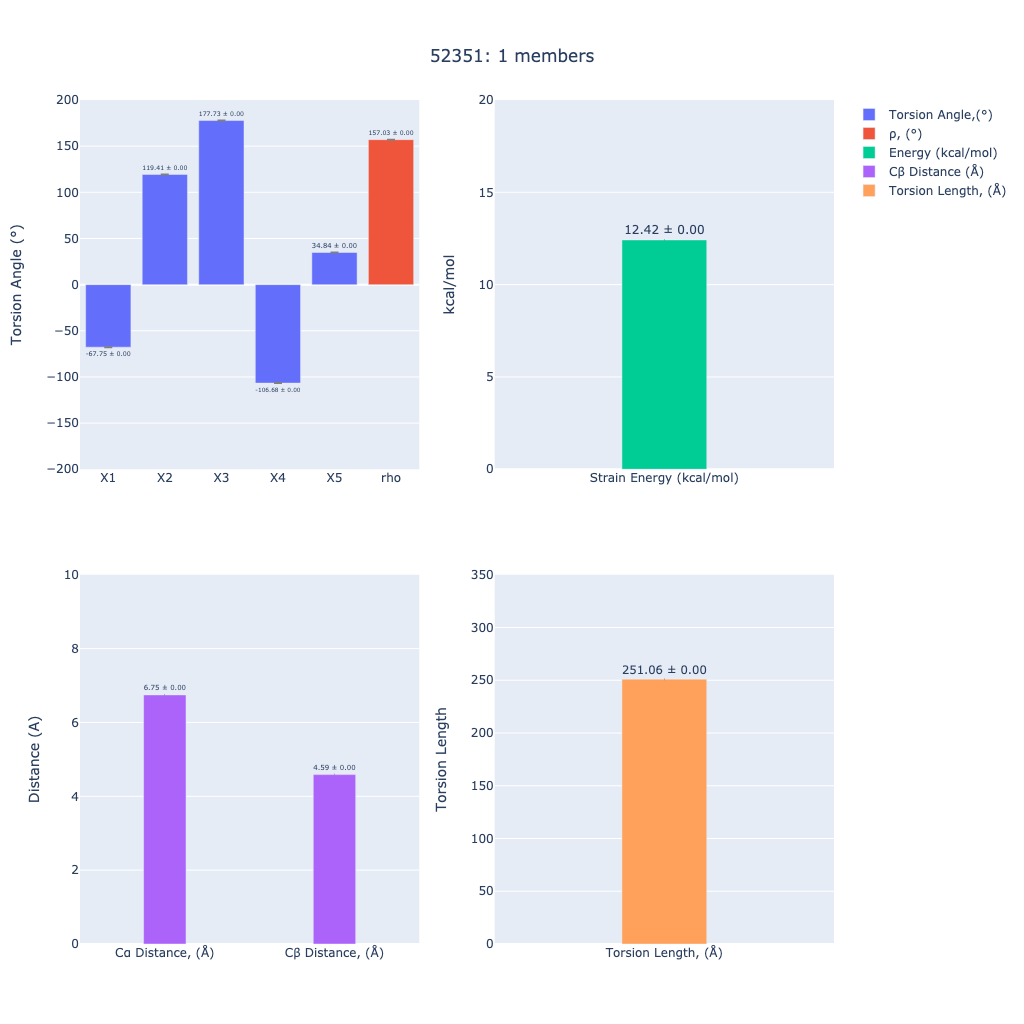 52351: 1 members
Torsion Angle (°)
200
150
100
50
0
−50
−100
−150
−200
-67.75 ± 0.00
119.41 ± 0.00
177.73 ± 0.00
-106.68 ± 0.00
34.84 ± 0.00
157.03 ± 0.00
X1 X2 X3 X4 X5 rho
kcal/mol
20
15
10
5
0
12.42 ± 0.00
Strain Energy (kcal/mol)
Torsion Angle,(°)
ρ, (°)
Energy (kcal/mol)
Cβ Distance (Å)
Torsion Length, (Å)
Distance (A)
10
8
6
4
2
0
6.75 ± 0.00
4.59 ± 0.00
Cα Distance, (Å) Cβ Distance, (Å)
Torsion Length
350
300
250
200
150
100
50
0
251.06 ± 0.00
Torsion Length, (Å)